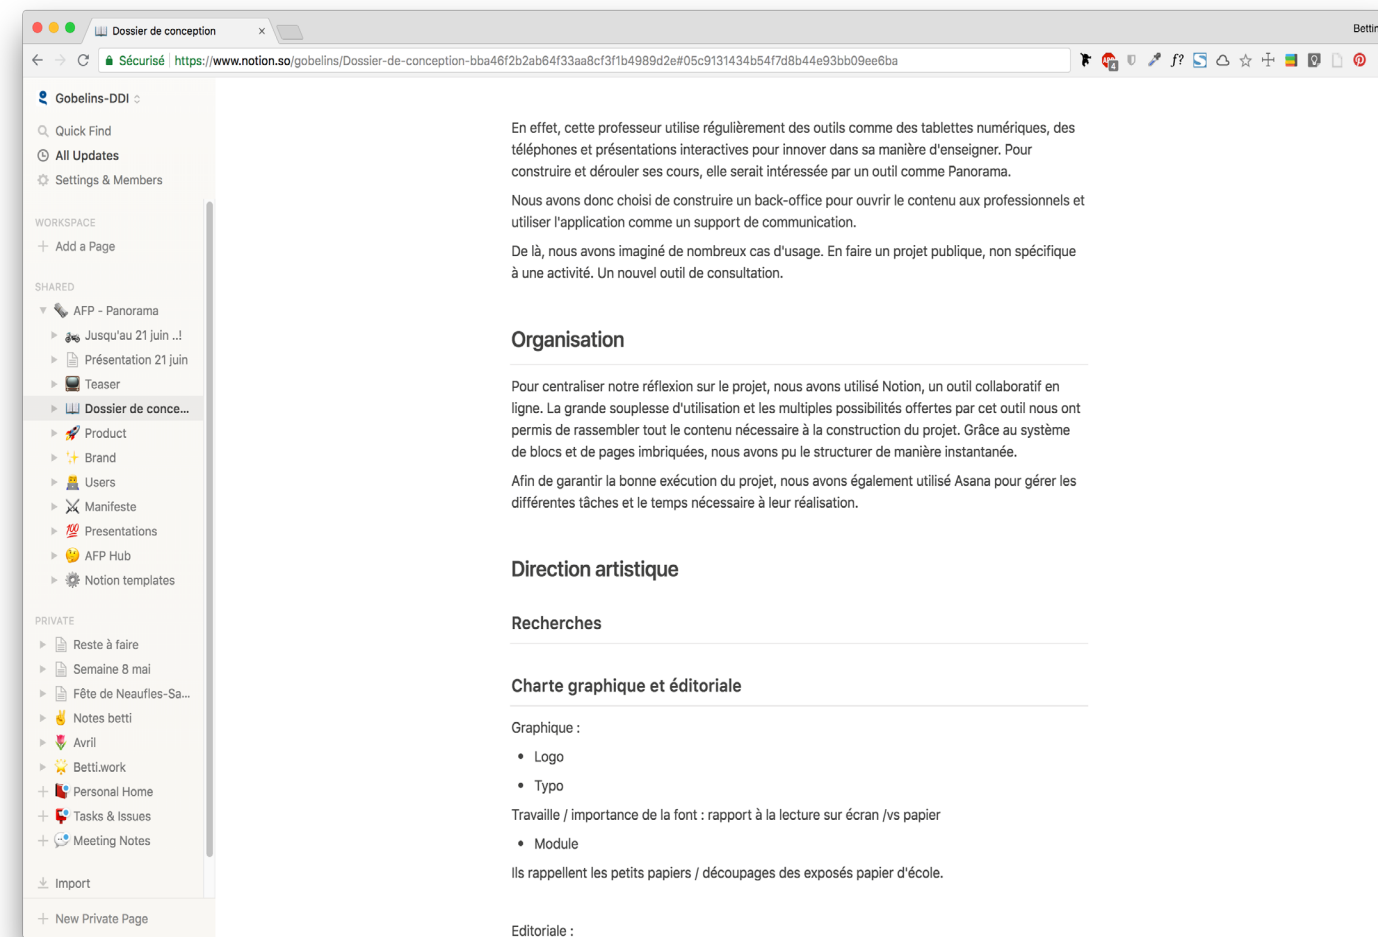 Dossier de conception
Bettin
Sécurisé https://www.notion.so/gobelins/Dossier-de-conception-bba46f2b2ab64f33aa8cf3f1b4989d2e#05c9131434b54f7d8b44e93bb09ee6ba
f?
4
Gobelins-DDI
Quick Find
All Updates
Settings & Members
WORKSPACE
Add a Page
SHARED
AFP - Panorama
Jusqu'au 21 juin ..!
Présentation 21 juin
Teaser
Dossier de conce...
Product
Brand
Users
Manifeste
100 Presentations
AFP Hub
Notion templates
PRIVATE
Reste à faire
Semaine 8 mai
Fête de Neaufles-Sa...
Notes betti
Avril
Betti.work
Personal Home
Tasks & Issues
Meeting Notes
Import
New Private Page
En effet, cette professeur utilise régulièrement des outils comme des tablettes numériques, des
téléphones et présentations interactives pour innover dans sa manière d'enseigner. Pour
construire et dérouler ses cours, elle serait intéressée par un outil comme Panorama.
Nous avons donc choisi de construire un back-office pour ouvrir le contenu aux professionnels et
utiliser l'application comme un support de communication.
De là, nous avons imaginé de nombreux cas d'usage. En faire un projet publique, non spécifique
à une activité. Un nouvel outil de consultation.
Organisation
Pour centraliser notre réflexion sur le projet, nous avons utilisé Notion, un outil collaboratif en
ligne. La grande souplesse d'utilisation et les multiples possibilités offertes par cet outil nous ont
permis de rassembler tout le contenu nécessaire à la construction du projet. Grâce au système
de blocs et de pages imbriquées, nous avons pu le structurer de manière instantanée.
Afin de garantir la bonne exécution du projet, nous avons également utilisé Asana pour gérer les
différentes tâches et le temps nécessaire à leur réalisation.
Direction artistique
Recherches
Charte graphique et éditoriale
Graphique :
• Logo
• Typo
Travaille / importance de la font : rapport à la lecture sur écran /vs papier
• Module
Ils rappellent les petits papiers / découpages des exposés papier d'école.
Editoriale :